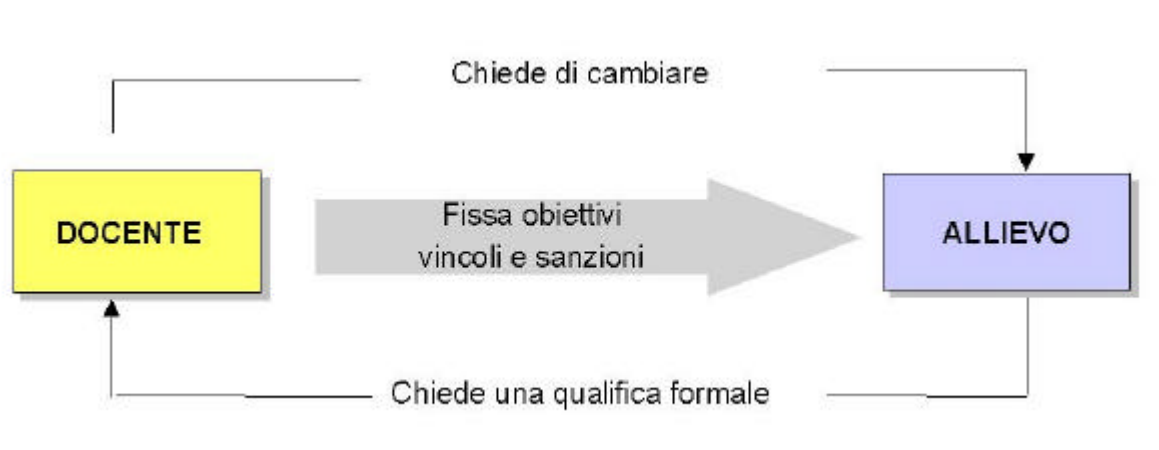 Chiede di cambiare
DOCENTE
Fissa obiettivi
vincoli e sanzioni
ALLIEVO
Chiede una qualifica formale